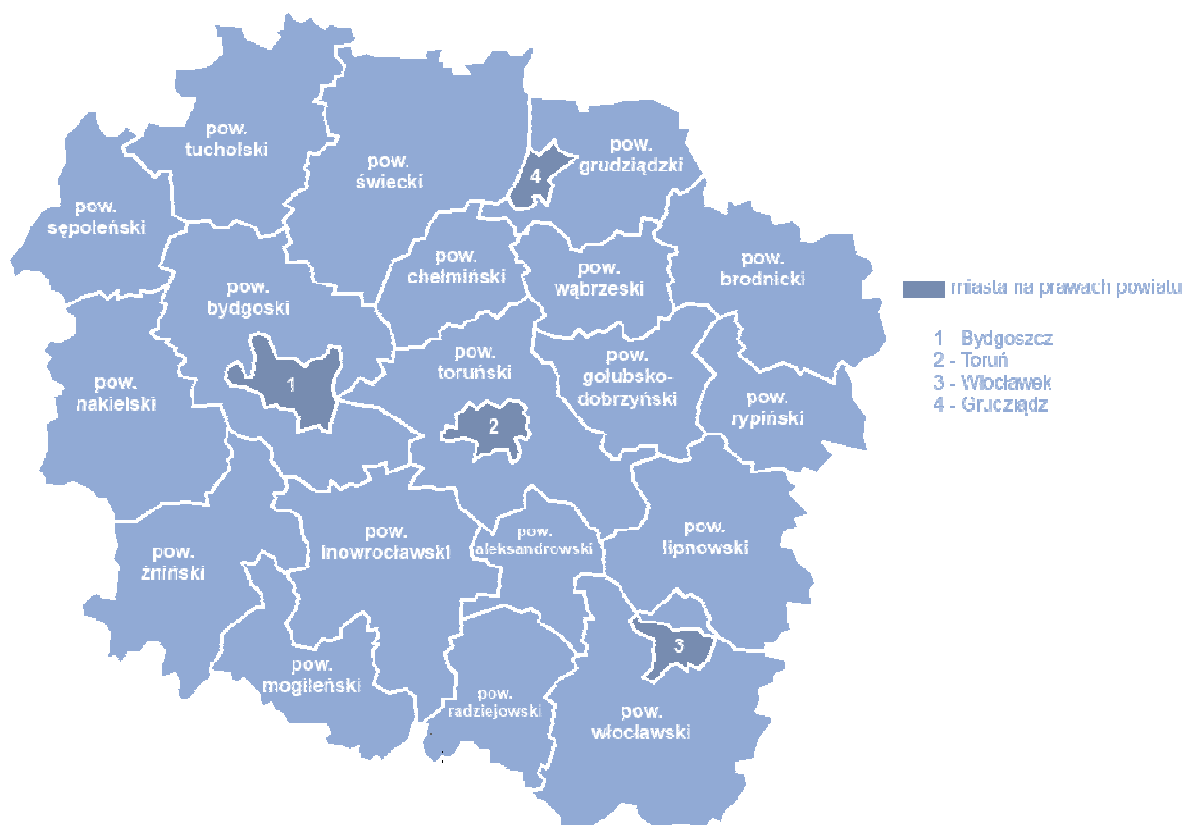 pow.
tucholski
pow.
świecki
pow.
grudziądzki
4
pow.
sępoleński
pow.
chełmiński
pow.
wąbrzeski
pow.
brodnicki
pow.
bydgoski
miasta na prawach powiatu
1 Bydgoszcz
2 - Toruń
3 - Włocławek
4 - Grudziądz
pow.
toruński
pow.
golubsko-
dobrzyński
pow.
nakielski
1
pow.
rypiński
2
pow.
inowrocławski
pow.
aleksandrowski
pow.
lipnowski
pow.
żniński
3
pow.
mogileński
pow.
radziejowski
pow.
włocławski